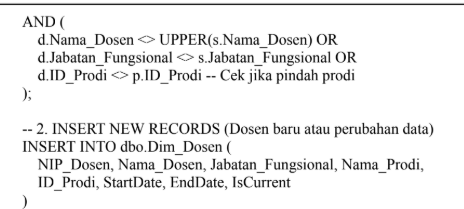 AND (
d.Nama_Dosen <> UPPER(s.Nama_Dosen) OR
d.Jabatan_Fungsional <> s.Jabatan_Fungsional OR
d.ID_Prodi <> p.ID_Prodi -- Cek jika pindah prodi
);
-- 2. INSERT NEW RECORDS (Dosen baru atau perubahan data)
INSERT INTO dbo.Dim_Dosen (
NIP_Dosen, Nama_Dosen, Jabatan_Fungsional, Nama_Prodi,
ID_Prodi, StartDate, EndDate, IsCurrent
)